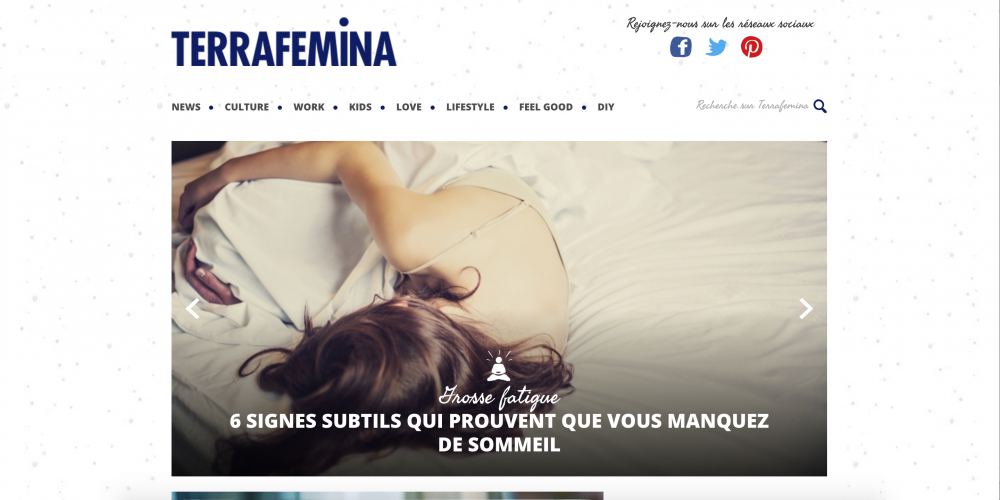 TERRAFEMINA
Rejoignez-nous sur les réseaux sociaux
NEWS • CULTURE • WORK • KIDS • LOVE • LIFESTYLE • FEEL GOOD • DIY
Recherche sur Terrafemina
Grosse fatigue
6 SIGNES SUBTILS QUI PROUVENT QUE VOUS MANQUEZ
DE SOMMEIL